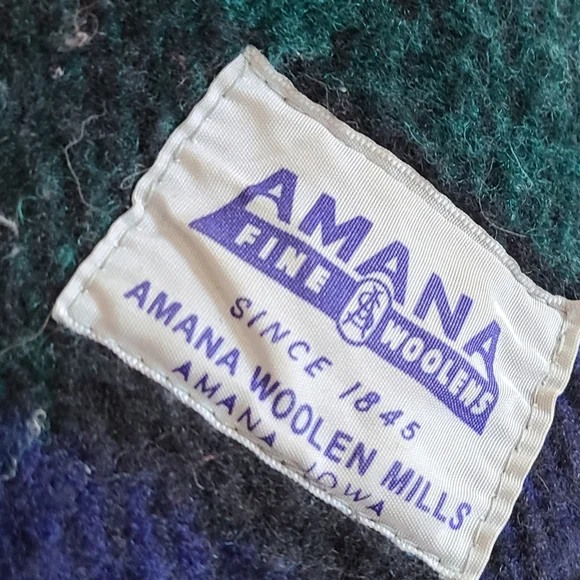 AMANA
FINE WOOLENS
SINCE 1845
AMANA WOOLEN MILLS
AMANA, IOWA